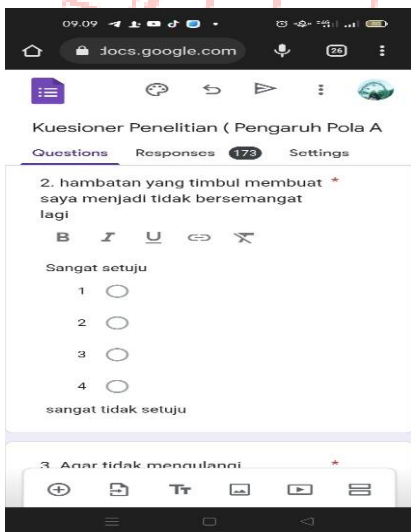 09.09
docs.google.com
26
Kuesioner Penelitian ( Pengaruh Pola A
Questions Responses 173 Settings
2. hambatan yang timbul membuat *
saya menjadi tidak bersemangat
lagi
B I U
Sangat setuju
1
2
3
4
sangat tidak setuju
3. Agar tidak mengulangi *
Tт